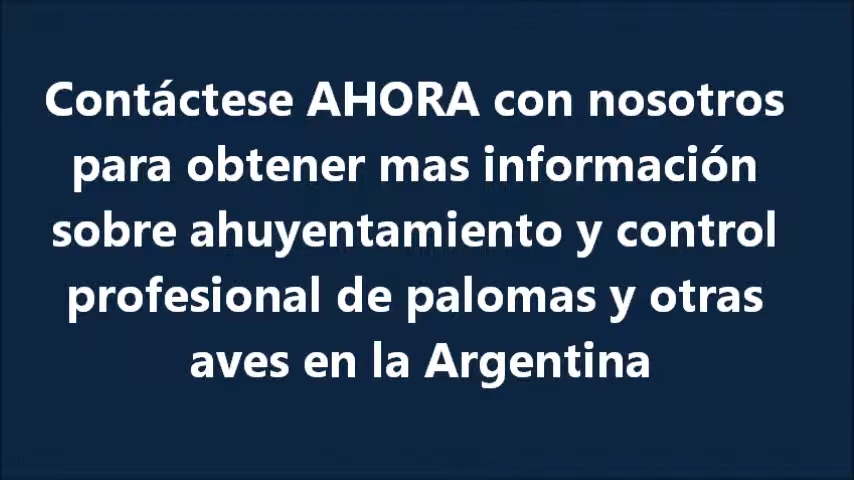 Contáctese AHORA con nosotros
para obtener mas información
sobre ahuyentamiento y control
profesional de palomas y otras
aves en la Argentina